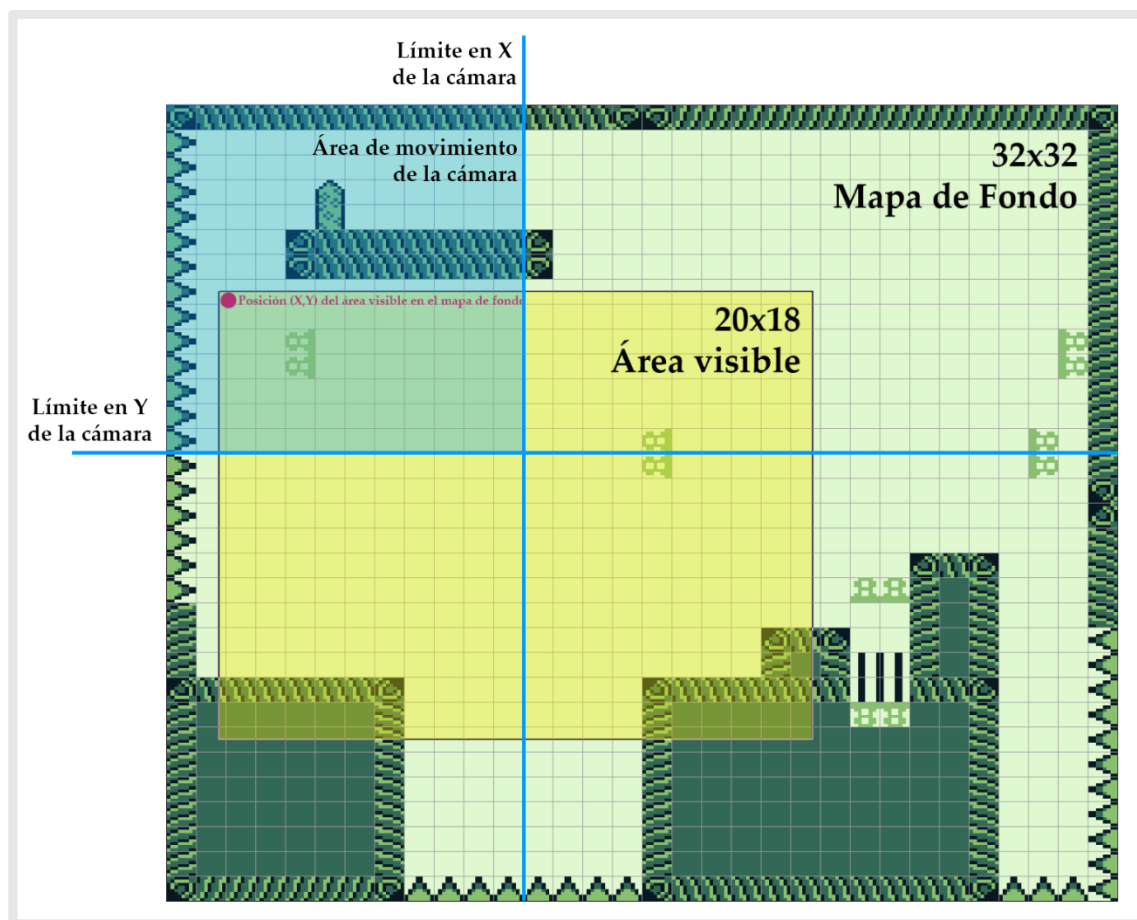 Límite en X
de la cámara
Área de movimiento
de la cámara
32x32
Mapa de Fondo
Posición (X,Y) del área visible en el mapa de fondo
20x18
Área visible
Límite en Y
de la cámara